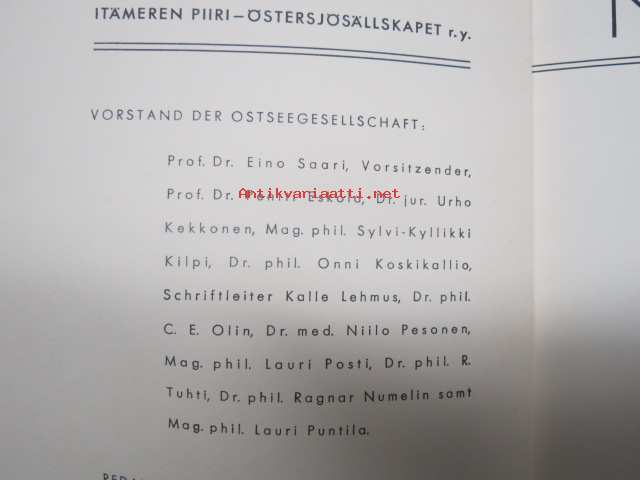 ITÄMEREN PIIRI–ÖSTERSJÖSÄLLSKAPET r.y.
VORSTAND DER OSTSEEGESELLSCHAFT:
Prof. Dr. Eino Saari, Vorsitzender,
Antikvariaatti.net
Prof. Dr. Eskola, Dr. jur. Urho
Kekkonen, Mag. phil. Sylvi-Kyllikki
Kilpi, Dr. phil. Onni Koskikallio,
Schriftleiter Kalle Lehmus, Dr. phil.
C. E. Olin, Dr. med. Niilo Pesonen,
Mag. phil. Lauri Posti, Dr. phil. R.
Tuhti, Dr. phil. Ragnar Numelin samt
Mag. phil. Lauri Puntila.